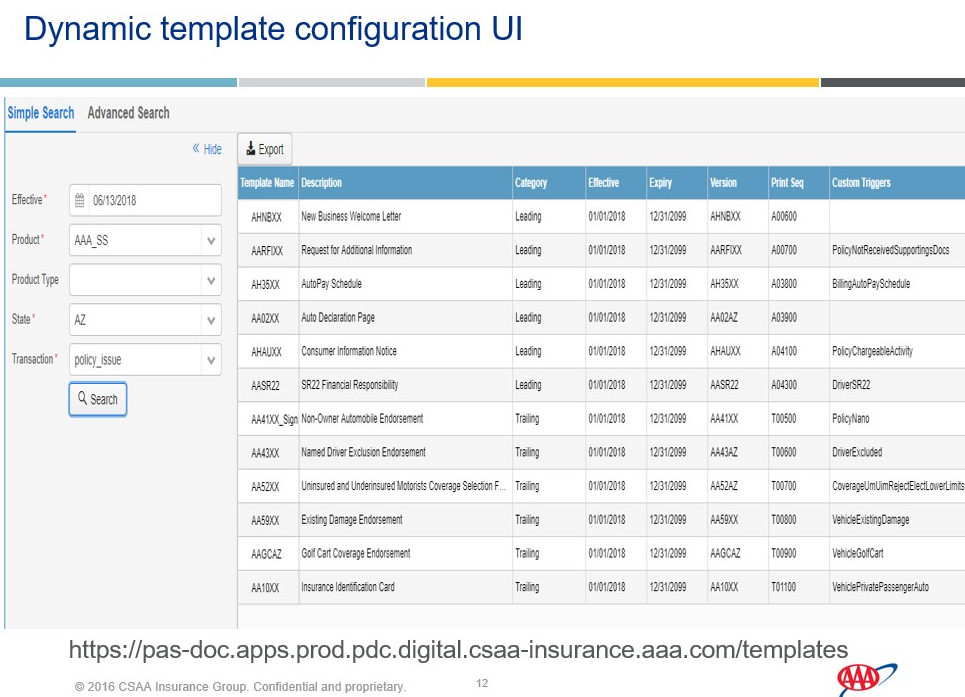 Dynamic template configuration UI
Simple Search Advanced Search
« Hide
Export
Effective* 06/13/2018
Product* AAA_SS
Product Type
State* AZ
Transaction* policy_issue
Search
Template Name Description Category Effective Expiry Version Print Seq Custom Triggers
AHNBXX New Business Welcome Letter Leading 01/01/2018 12/31/2099 AHNBXX A00600
AARFIXX Request for Additional Information Leading 01/01/2018 12/31/2099 AARFIXX A00700 PolicyNotReceivedSupportingsDocs
AH35XX AutoPay Schedule Leading 01/01/2018 12/31/2099 AH35XX A03800 BillingAutoPaySchedule
AA02XX Auto Declaration Page Leading 01/01/2018 12/31/2099 AA02AZ A03900
AHAUXX Consumer Information Notice Leading 01/01/2018 12/31/2099 AHAUXX A04100 PolicyChargeableActivity
AASR22 SR22 Financial Responsibility Leading 01/01/2018 12/31/2099 AASR22 A04300 DriverSR22
AA41XX_Sign Non-Owner Automobile Endorsement Trailing 01/01/2018 12/31/2099 AA41XX T00500 PolicyNano
AA43XX Named Driver Exclusion Endorsement Trailing 01/01/2018 12/31/2099 AA43AZ T00600 DriverExcluded
AA52XX Uninsured and Underinsured Motorists Coverage Selection F... Trailing 01/01/2018 12/31/2099 AA52AZ T00700 CoverageUmUimRejectElectLowerLimits
AA59XX Existing Damage Endorsement Trailing 01/01/2018 12/31/2099 AA59XX T00800 VehicleExistingDamage
AAGCAZ Golf Cart Coverage Endorsement Trailing 01/01/2018 12/31/2099 AAGCAZ T00900 VehicleGolfCart
AA10XX Insurance Identification Card Trailing 01/01/2018 12/31/2099 AA10XX T01100 VehiclePrivatePassengerAuto
https://pas-doc.apps.prod.pdc.digital.csaa-insurance.aaa.com/templates
© 2016 CSAA Insurance Group. Confidential and proprietary.
12
AAA